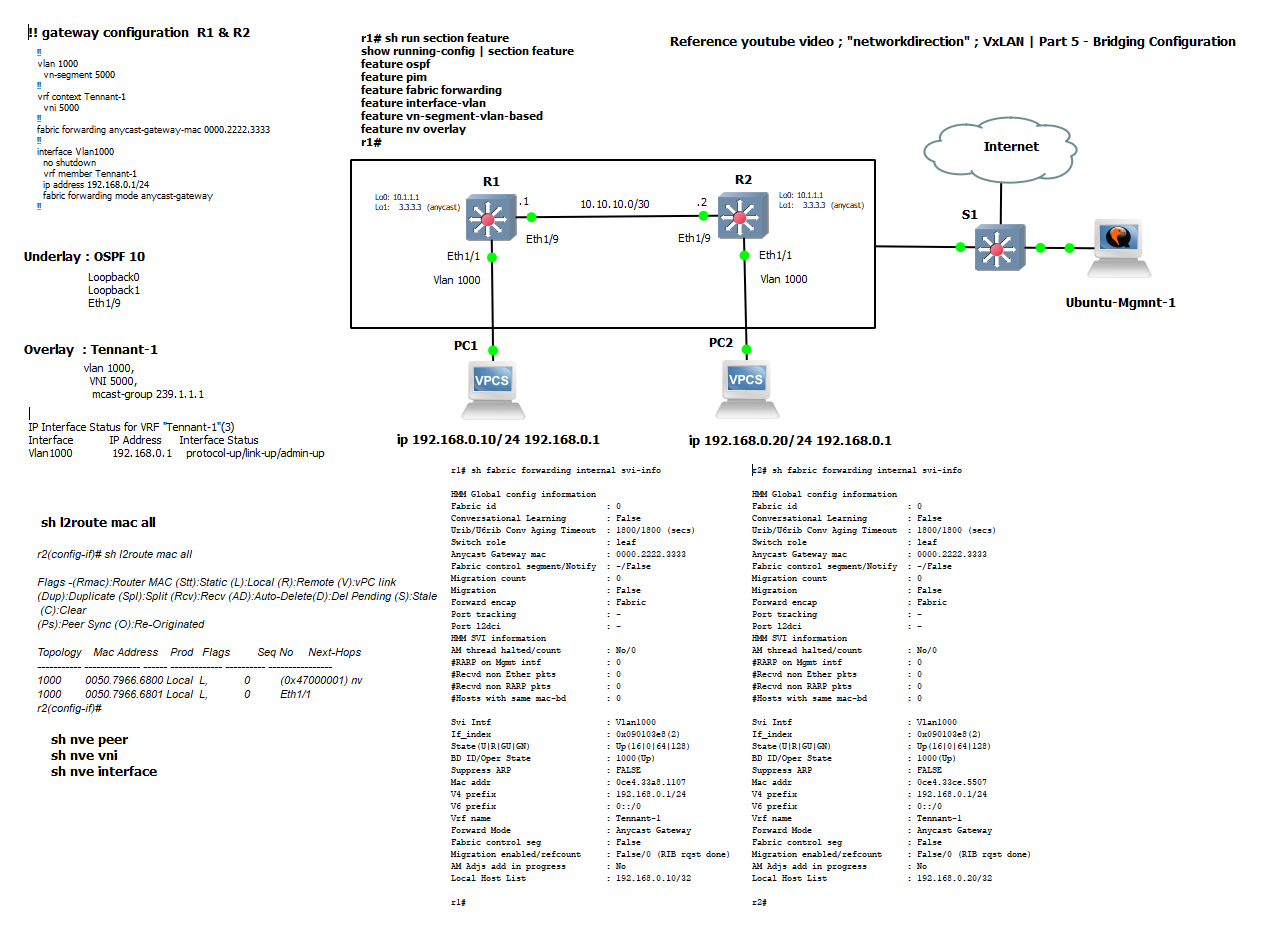 !! gateway configuration  R1 & R2
!!
vlan 1000
vn-segment 5000
!!
vrf context Tennant-1
vni 5000
!!
fabric forwarding anycast-gateway-mac 0000.2222.3333
!!
interface Vlan1000
no shutdown
vrf member Tennant-1
ip address 192.168.0.1/24
fabric forwarding mode anycast-gateway
!!
r1# sh run section feature
show running-config | section feature
feature ospf
feature pim
feature fabric forwarding
feature interface-vlan
feature vn-segment-vlan-based
feature nv overlay
r1#
Reference youtube video ; "networkdirection" ; VxLAN | Part 5 - Bridging Configuration
Internet
R1
Lo0: 10.1.1.1
Lo1: 3.3.3.3 (anycast)
.1
10.10.10.0/30
.2
R2
Lo0: 10.1.1.1
Lo1: 3.3.3.3 (anycast)
Eth1/9
Eth1/9
Eth1/1
Vlan 1000
Eth1/1
Vlan 1000
S1
Ubuntu-Mgmnt-1
PC1
VPCS
PC2
VPCS
ip 192.168.0.10/24 192.168.0.1
ip 192.168.0.20/24 192.168.0.1
Underlay : OSPF 10
Loopback0
Loopback1
Eth1/9
Overlay : Tennant-1
vlan 1000,
VNI 5000,
mcast-group 239.1.1.1
IP Interface Status for VRF "Tennant-1"(3)
Interface IP Address Interface Status
Vlan1000 192.168.0.1 protocol-up/link-up/admin-up
sh l2route mac all
r2(config-if)# sh l2route mac all
Flags -(Rmac):Router MAC (Stt):Static (L):Local (R):Remote (V):vPC link
(Dup):Duplicate (Spl):Split (Rcv):Recv (AD):Auto-Delete(D):Del Pending (S):Stale
(C):Clear
(Ps):Peer Sync (O):Re-Originated
Topology Mac Address Prod Flags Seq No Next-Hops
----------- -------------- ------ ------------- ---------- ----------------
1000 0050.7966.6800 Local L, 0 (0x47000001) nv
1000 0050.7966.6801 Local L, 0 Eth1/1
r2(config-if)#
sh nve peer
sh nve vni
sh nve interface
r1# sh fabric forwarding internal svi-info
HMM Global config information
Fabric id : 0
Conversational Learning : False
Urib/U6rib Conv Aging Timeout : 1800/1800 (secs)
Switch role : leaf
Anycast Gateway mac : 0000.2222.3333
Fabric control segment/Notify : -/False
Migration count : 0
Migration : False
Forward encap : Fabric
Port tracking : -
Port l2dci : -
HMM SVI information
AM thread halted/count : No/0
#RARP on Mgmt intf : 0
#Recvd non Ether pkts : 0
#Recvd non RARP pkts : 0
#Hosts with same mac-bd : 0
Svi Intf : Vlan1000
If_index : 0x090103e8(2)
State(U|R|GU|GN) : Up(16|0|64|128)
BD ID/Oper State : 1000(Up)
Suppress ARP : FALSE
Mac addr : 0ce4.33a8.1107
V4 prefix : 192.168.0.1/24
V6 prefix : 0::/0
Vrf name : Tennant-1
Forward Mode : Anycast Gateway
Fabric control seg : False
Migration enabled/refcount : False/0 (RIB rqst done)
AM Adjs add in progress : No
Local Host List : 192.168.0.10/32
r1#
r2# sh fabric forwarding internal svi-info
HMM Global config information
Fabric id : 0
Conversational Learning : False
Urib/U6rib Conv Aging Timeout : 1800/1800 (secs)
Switch role : leaf
Anycast Gateway mac : 0000.2222.3333
Fabric control segment/Notify : -/False
Migration count : 0
Migration : False
Forward encap : Fabric
Port tracking : -
Port l2dci : -
HMM SVI information
AM thread halted/count : No/0
#RARP on Mgmt intf : 0
#Recvd non Ether pkts : 0
#Recvd non RARP pkts : 0
#Hosts with same mac-bd : 0
Svi Intf : Vlan1000
If_index : 0x090103e8(2)
State(U|R|GU|GN) : Up(16|0|64|128)
BD ID/Oper State : 1000(Up)
Suppress ARP : FALSE
Mac addr : 0ce4.33ce.5507
V4 prefix : 192.168.0.1/24
V6 prefix : 0::/0
Vrf name : Tennant-1
Forward Mode : Anycast Gateway
Fabric control seg : False
Migration enabled/refcount : False/0 (RIB rqst done)
AM Adjs add in progress : No
Local Host List : 192.168.0.20/32
r2#